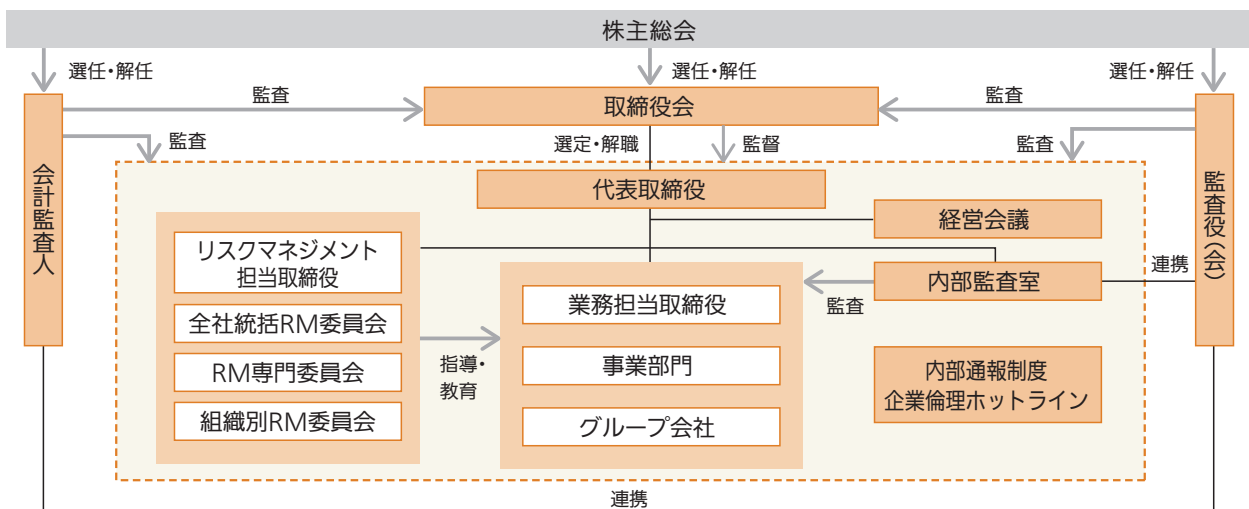 株主総会
選任・解任
選任・解任
選任・解任
会計監査人
監査
取締役会
監査
監査役（会）
監査
選定・解職
監督
監査
代表取締役
経営会議
リスクマネジメント
担当取締役
全社統括RM委員会
RM専門委員会
組織別RM委員会
指導・
教育
業務担当取締役
事業部門
グループ会社
監査
内部監査室
連携
内部通報制度
企業倫理ホットライン
連携